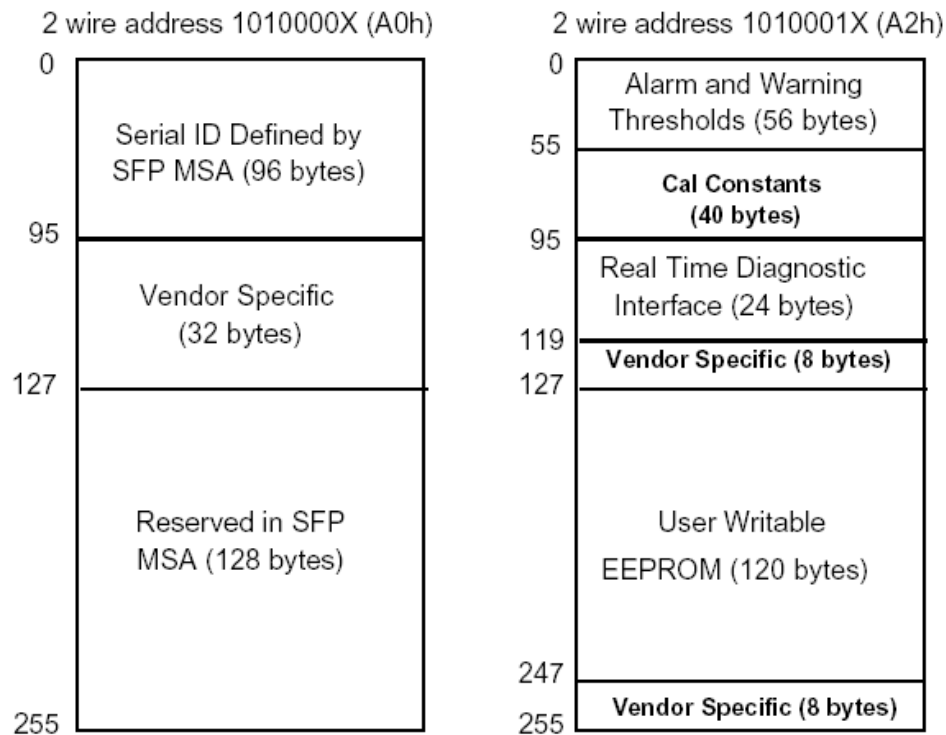 2 wire address 1010000X (A0h)
0
Serial ID Defined by
SFP MSA (96 bytes)
95
Vendor Specific
(32 bytes)
127
Reserved in SFP
MSA (128 bytes)
255
2 wire address 1010001X (A2h)
0
Alarm and Warning
Thresholds (56 bytes)
55
Cal Constants
(40 bytes)
95
Real Time Diagnostic
Interface (24 bytes)
119
Vendor Specific (8 bytes)
127
User Writable
EEPROM (120 bytes)
247
Vendor Specific (8 bytes)
255